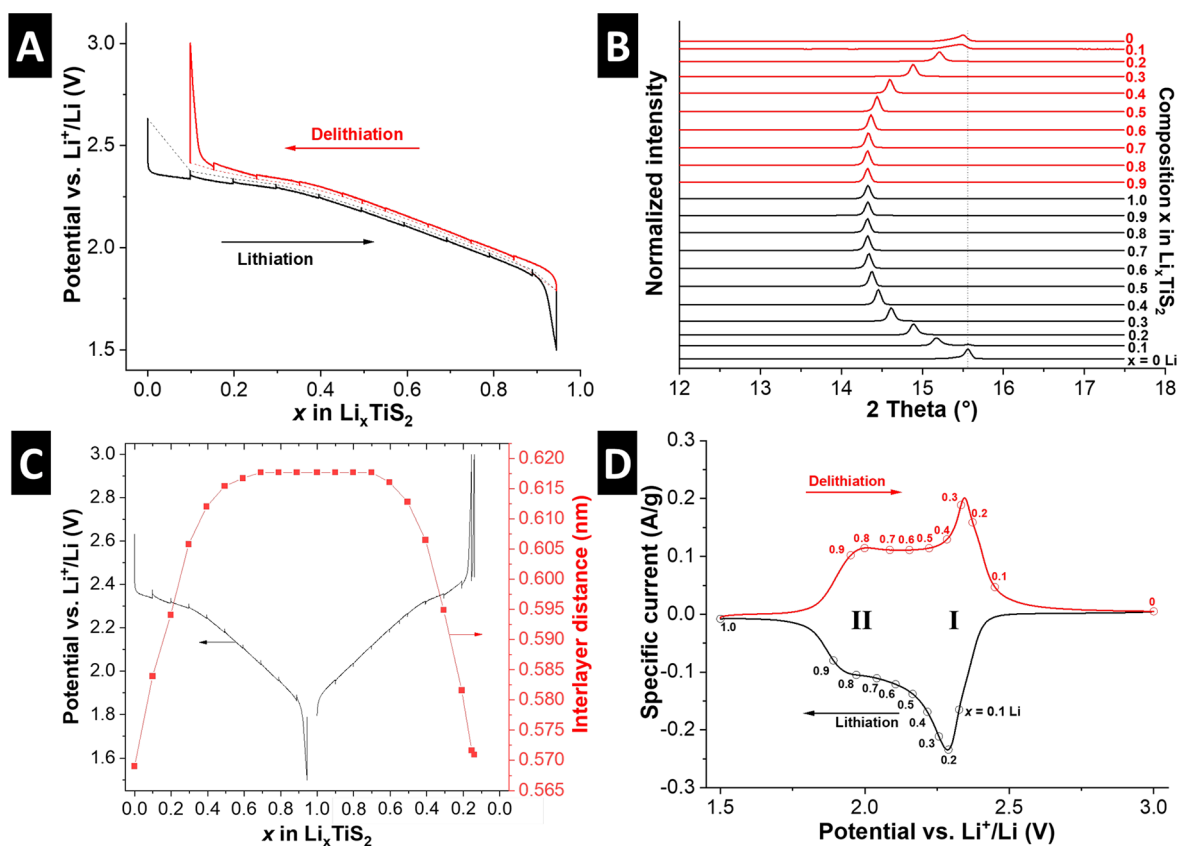 A
Potential vs. Li⁺/Li (V)
3.0
2.5
2.0
1.5
Delithiation
Lithiation
0.0 0.2 0.4 0.6 0.8 1.0
x in LiₓTiS₂
B
Normalized intensity
0
0.1
0.2
0.3
0.4
0.5
0.6
0.7
0.8
0.9
1.0
0.9
0.8
0.7
0.6
0.5
0.4
0.3
0.2
0.1
x = 0 Li
Composition x in LiₓTiS₂
12 13 14 15 16 17 18
2 Theta (°)
C
Potential vs. Li⁺/Li (V)
3.0
2.8
2.6
2.4
2.2
2.0
1.8
1.6
0.620
0.615
0.610
0.605
0.600
0.595
0.590
0.585
0.580
0.575
0.570
0.565
Interlayer distance (nm)
0.0 0.2 0.4 0.6 0.8 1.0 0.8 0.6 0.4 0.2 0.0
x in LiₓTiS₂
D
Specific current (A/g)
0.3
0.2
0.1
0.0
-0.1
-0.2
-0.3
Delithiation
0.9 0.8 0.7 0.6 0.5 0.4 0.3 0.2 0.1 0
II I
1.0 0.9 0.8 0.7 0.6 0.5 0.4 0.3 0.2 x = 0.1 Li
Lithiation
1.5 2.0 2.5 3.0
Potential vs. Li⁺/Li (V)